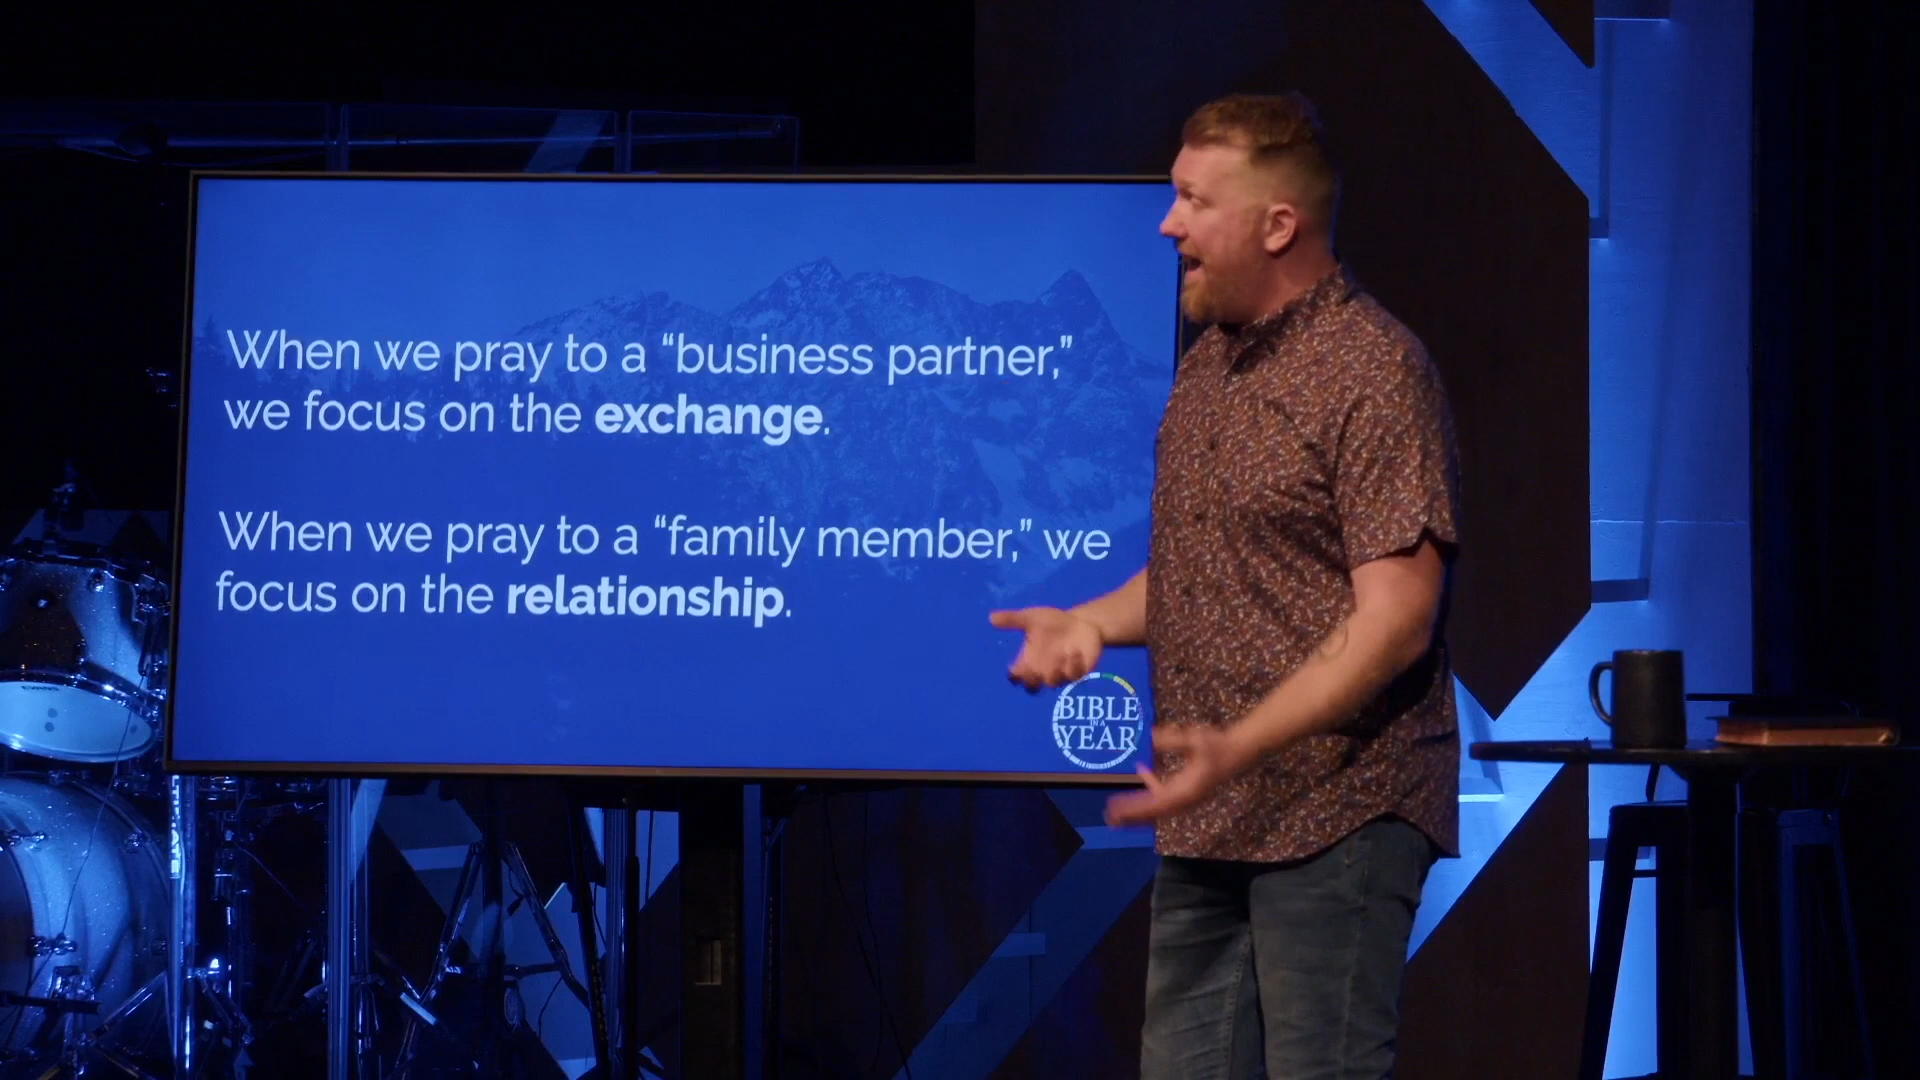 When we pray to a “business partner,”
we focus on the exchange.
When we pray to a “family member,” we
focus on the relationship.
BIBLE
IN A
YEAR
EVANS